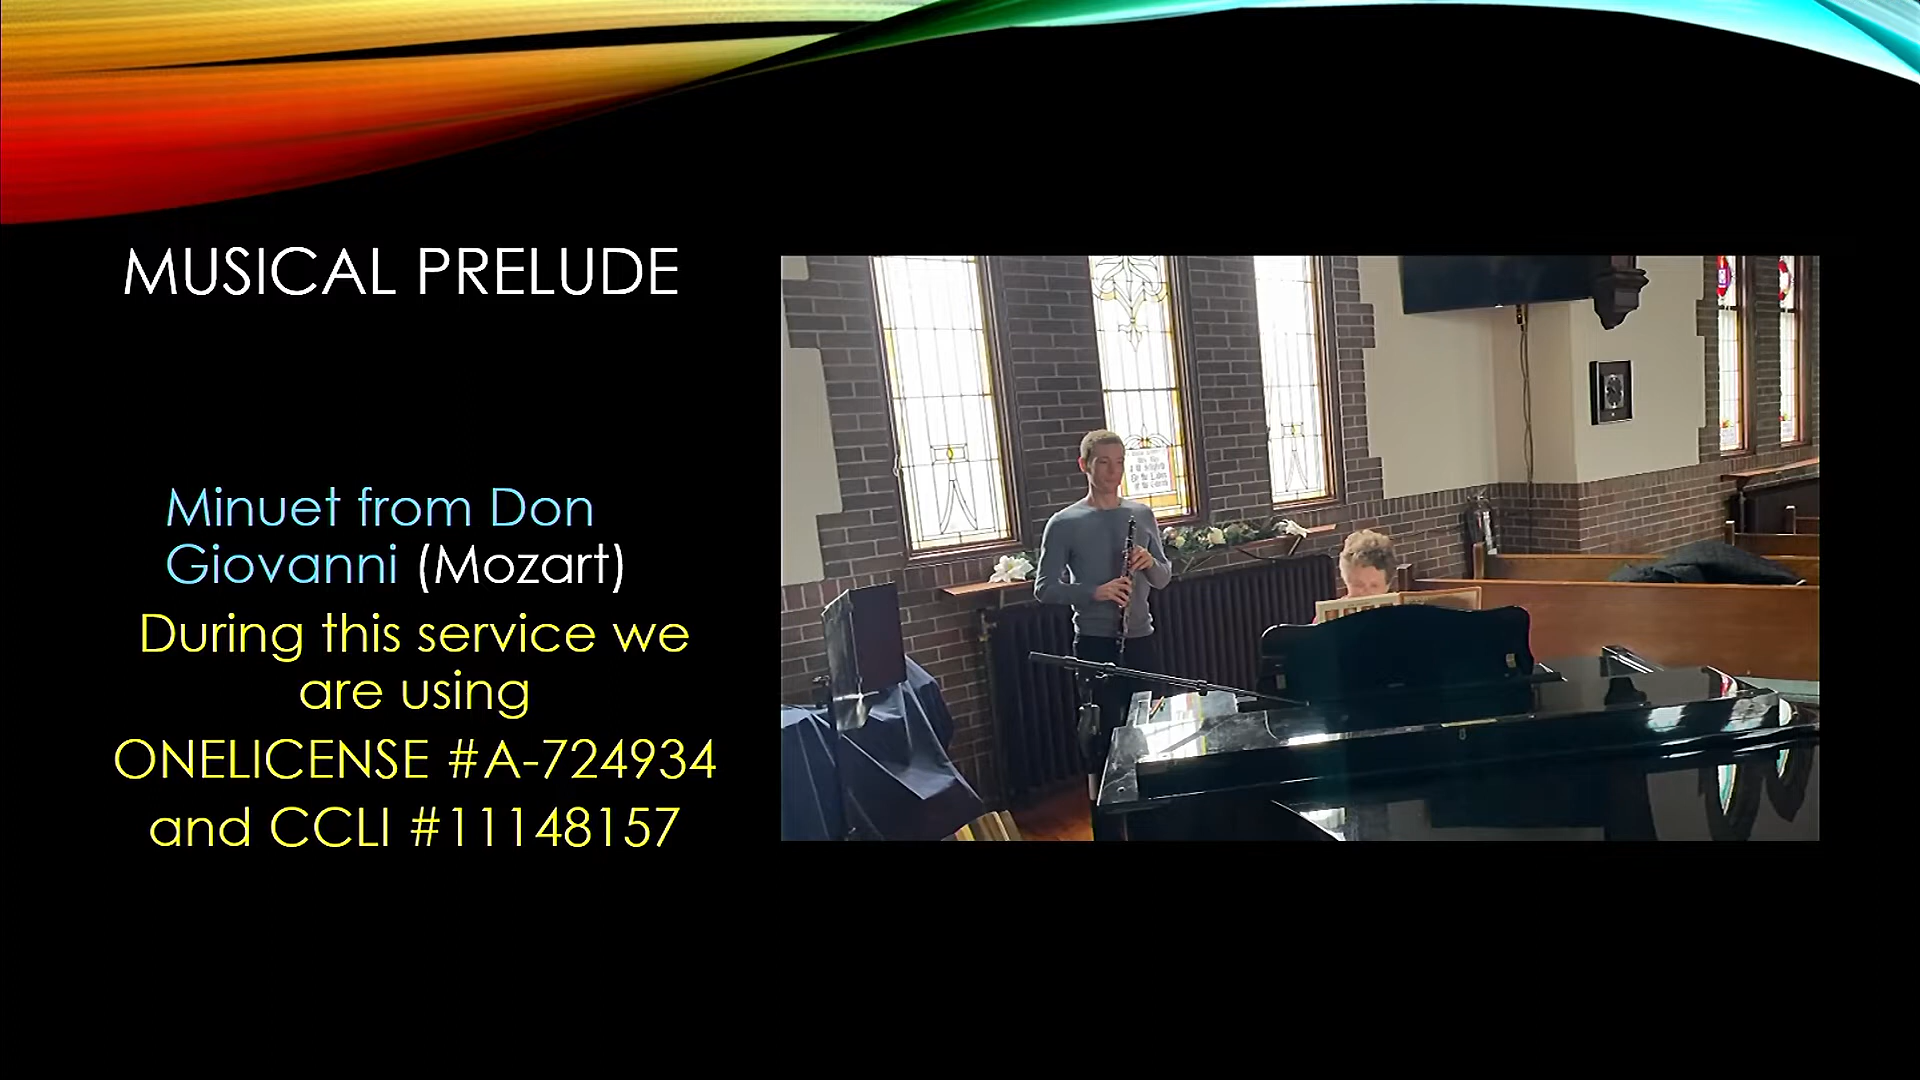 MUSICAL PRELUDE
Minuet from Don
Giovanni (Mozart)
During this service we
are using
ONELICENSE #A-724934
and CCLI #11148157